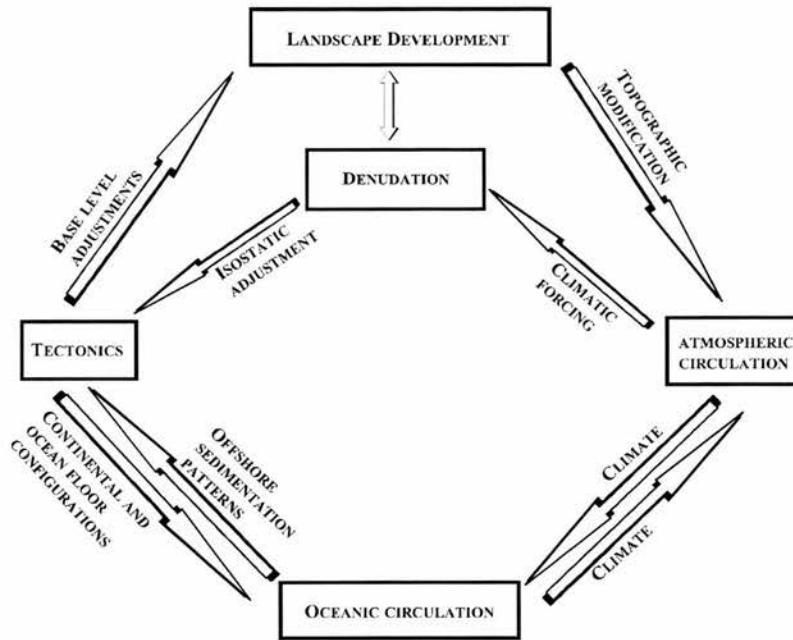 LANDSCAPE DEVELOPMENT
TOPOGRAPHIC
MODIFICATION
DENUDATION
BASE LEVEL
ADJUSTMENTS
ISOSTATIC
ADJUSTMENT
CLIMATIC
FORCING
TECTONICS
ATMOSPHERIC
CIRCULATION
CONTINENTAL AND
OCEAN FLOOR
CONFIGURATIONS
OFFSHORE
SEDIMENTATION
PATTERNS
CLIMATE
CLIMATE
OCEANIC CIRCULATION